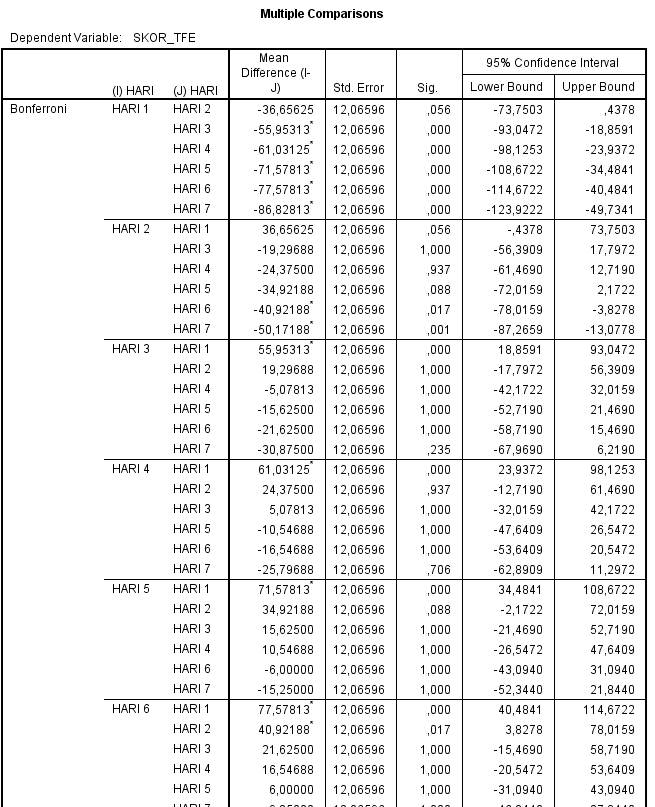 Multiple Comparisons
Dependent Variable: SKOR_TFE
Mean Difference (I-J) Std. Error Sig. 95% Confidence Interval
(I) HARI (J) HARI Lower Bound Upper Bound
Bonferroni HARI 1 HARI 2 -36,65625 12,06596 ,056 -73,7503 ,4378
HARI 3 -55,95313* 12,06596 ,000 -93,0472 -18,8591
HARI 4 -61,03125* 12,06596 ,000 -98,1253 -23,9372
HARI 5 -71,57813* 12,06596 ,000 -108,6722 -34,4841
HARI 6 -77,57813* 12,06596 ,000 -114,6722 -40,4841
HARI 7 -86,82813* 12,06596 ,000 -123,9222 -49,7341
HARI 2 HARI 1 36,65625 12,06596 ,056 -,4378 73,7503
HARI 3 -19,29688 12,06596 1,000 -56,3909 17,7972
HARI 4 -24,37500 12,06596 ,937 -61,4690 12,7190
HARI 5 -34,92188 12,06596 ,088 -72,0159 2,1722
HARI 6 -40,92188* 12,06596 ,017 -78,0159 -3,8278
HARI 7 -50,17188* 12,06596 ,001 -87,2659 -13,0778
HARI 3 HARI 1 55,95313* 12,06596 ,000 18,8591 93,0472
HARI 2 19,29688 12,06596 1,000 -17,7972 56,3909
HARI 4 -5,07813 12,06596 1,000 -42,1722 32,0159
HARI 5 -15,62500 12,06596 1,000 -52,7190 21,4690
HARI 6 -21,62500 12,06596 1,000 -58,7190 15,4690
HARI 7 -30,87500 12,06596 ,235 -67,9690 6,2190
HARI 4 HARI 1 61,03125* 12,06596 ,000 23,9372 98,1253
HARI 2 24,37500 12,06596 ,937 -12,7190 61,4690
HARI 3 5,07813 12,06596 1,000 -32,0159 42,1722
HARI 5 -10,54688 12,06596 1,000 -47,6409 26,5472
HARI 6 -16,54688 12,06596 1,000 -53,6409 20,5472
HARI 7 -25,79688 12,06596 ,706 -62,8909 11,2972
HARI 5 HARI 1 71,57813* 12,06596 ,000 34,4841 108,6722
HARI 2 34,92188 12,06596 ,088 -2,1722 72,0159
HARI 3 15,62500 12,06596 1,000 -21,4690 52,7190
HARI 4 10,54688 12,06596 1,000 -26,5472 47,6409
HARI 6 -6,00000 12,06596 1,000 -43,0940 31,0940
HARI 7 -15,25000 12,06596 1,000 -52,3440 21,8440
HARI 6 HARI 1 77,57813* 12,06596 ,000 40,4841 114,6722
HARI 2 40,92188* 12,06596 ,017 3,8278 78,0159
HARI 3 21,62500 12,06596 1,000 -15,4690 58,7190
HARI 4 16,54688 12,06596 1,000 -20,5472 53,6409
HARI 5 6,00000 12,06596 1,000 -31,0940 43,0940